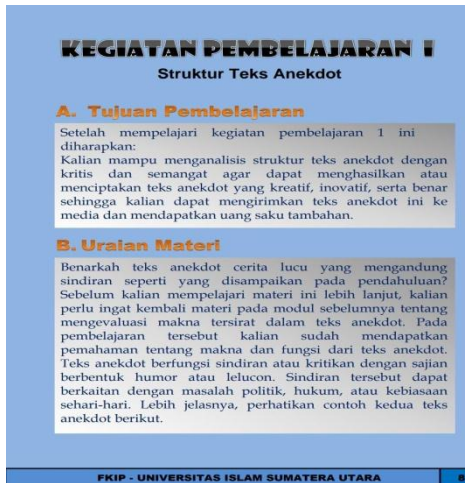 KEGIATAN PEMBELAJARAN I
Struktur Teks Anekdot
A. Tujuan Pembelajaran
Setelah mempelajari kegiatan pembelajaran 1 ini
diharapkan:
Kalian mampu menganalisis struktur teks anekdot dengan
kritis dan semangat agar dapat menghasilkan atau
menciptakan teks anekdot yang kreatif, inovatif, serta benar
sehingga kalian dapat mengirimkan teks anekdot ini ke
media dan mendapatkan uang saku tambahan.
B. Uraian Materi
Benarkah teks anekdot cerita lucu yang mengandung
sindiran seperti yang disampaikan pada pendahuluan?
Sebelum kalian mempelajari materi ini lebih lanjut, kalian
perlu ingat kembali materi pada modul sebelumnya tentang
mengevaluasi makna tersirat dalam teks anekdot. Pada
pembelajaran tersebut kalian sudah mendapatkan
pemahaman tentang makna dan fungsi dari teks anekdot.
Teks anekdot berfungsi sindiran atau kritikan dengan sajian
berbentuk humor atau lelucon. Sindiran tersebut dapat
berkaitan dengan masalah politik, hukum, atau kebiasaan
sehari-hari. Lebih jelasnya, perhatikan contoh kedua teks
anekdot berikut.
FKIP - UNIVERSITAS ISLAM SUMATERA UTARA 8